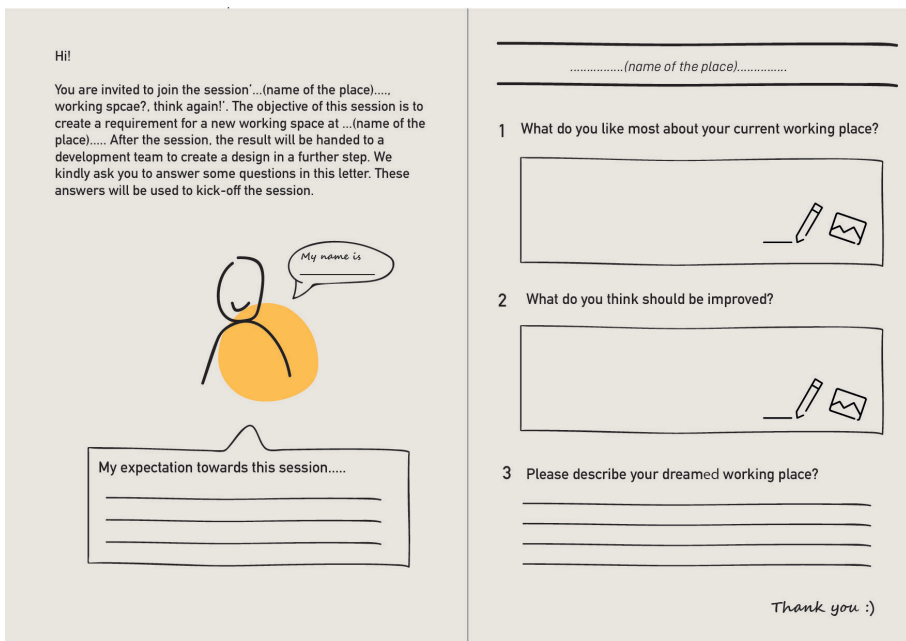 Hi!
You are invited to join the session'...(name of the place)....,
working spcae?, think again!'. The objective of this session is to
create a requirement for a new working space at ...(name of the
place)..... After the session, the result will be handed to a
development team to create a design in a further step. We
kindly ask you to answer some questions in this letter. These
answers will be used to kick-off the session.
My name is
My expectation towards this session.....
................(name of the place)..............
1 What do you like most about your current working place?
2 What do you think should be improved?
3 Please describe your dreamed working place?
Thank you :)